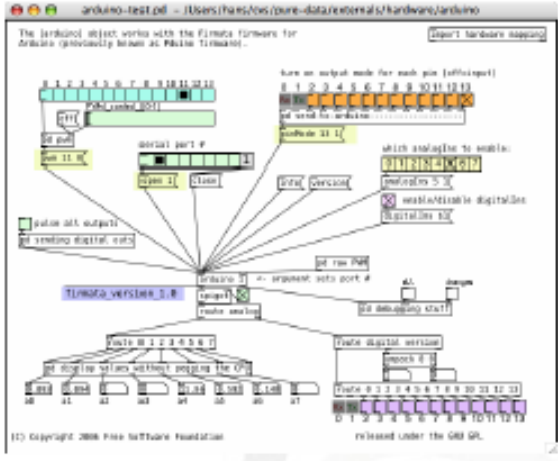 arduino-test.pd - /Users/hans/cvs/pure-data/externals/hardware/arduino
The [arduino] object works with the Firmata firmware for
Arduino (previously known as Pduino firmware).
import hardware mapping
turn on output mode for each pin (off=input)
0 1 2 3 4 5 6 7 8 9 10 11 12 13
0 1 2 3 4 5 6 7 8 9 10 11 12 13
off
pd send-to-arduino
pd pwm
pinMode 13 1
serial port #
which analogIns to enable:
pwm 11 0
1
0 1 2 3 4 5 6 7
open 1
close
info
version
analogIns 5 1
enable/disable digitalIns
digitalIns 
pulse all outputs
pd sending digital outs
pd raw PWM
arduino 1
<- argument sets port #
all
changes
firmata_version_1.0
spigot
pd debugging stuff
route analog
route 0 1 2 3 4 5 6 7
route digital version
pd display values without pegging the CPU
unpack 0 0
route 0 1 2 3 4 5 6 7 8 9 10 11 12 13
a0 a1 a2 a3 a4 a5 a6 a7
0 1 2 3 4 5 6 7 8 9 10 11 12 13
(C) Copyright 2006 Free Software Foundation
released under the GNU GPL